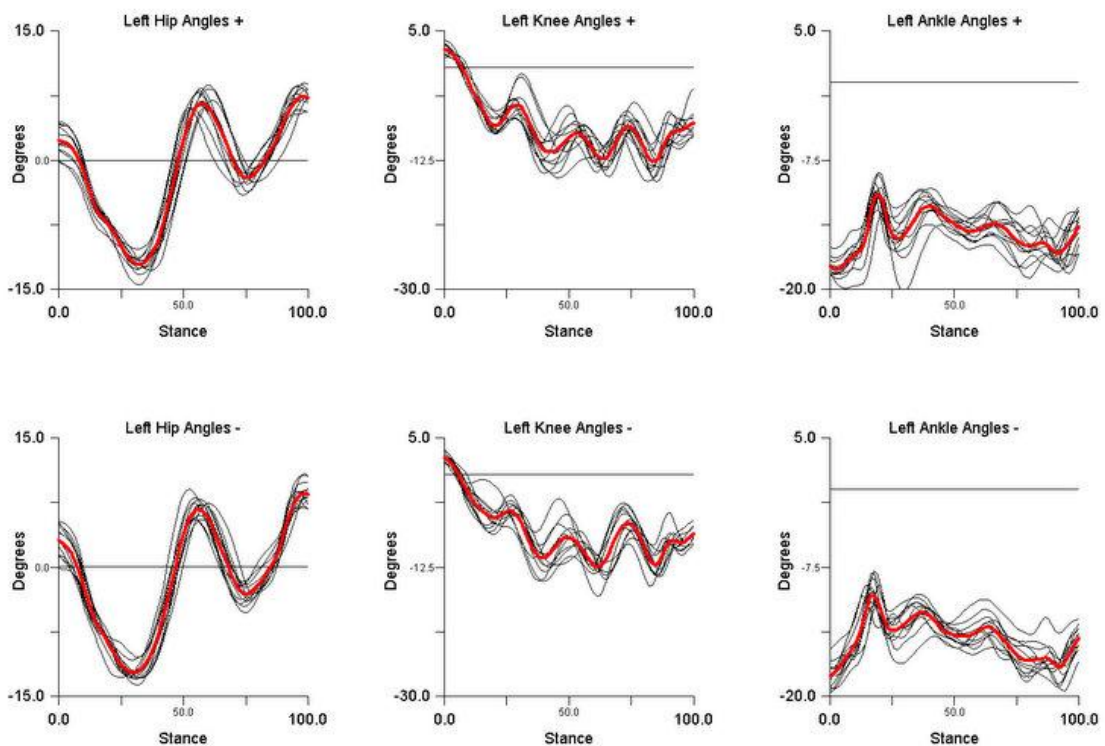 Left Hip Angles +
15.0
Degrees
0.0
-15.0
0.0
50.0
100.0
Stance
Left Knee Angles +
5.0
Degrees
-12.5
-30.0
0.0
50.0
100.0
Stance
Left Ankle Angles +
5.0
Degrees
-7.5
-20.0
0.0
50.0
100.0
Stance
Left Hip Angles -
15.0
Degrees
0.0
-15.0
0.0
50.0
100.0
Stance
Left Knee Angles -
5.0
Degrees
-12.5
-30.0
0.0
50.0
100.0
Stance
Left Ankle Angles -
5.0
Degrees
-7.5
-20.0
0.0
50.0
100.0
Stance